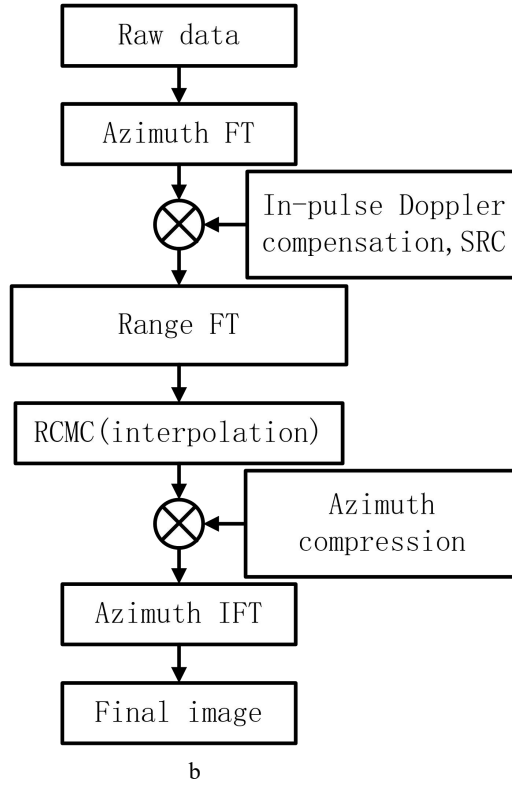 Raw data
Azimuth FT
In-pulse Doppler
compensation,SRC
Range FT
RCMC(interpolation)
Azimuth
compression
Azimuth IFT
Final image
b